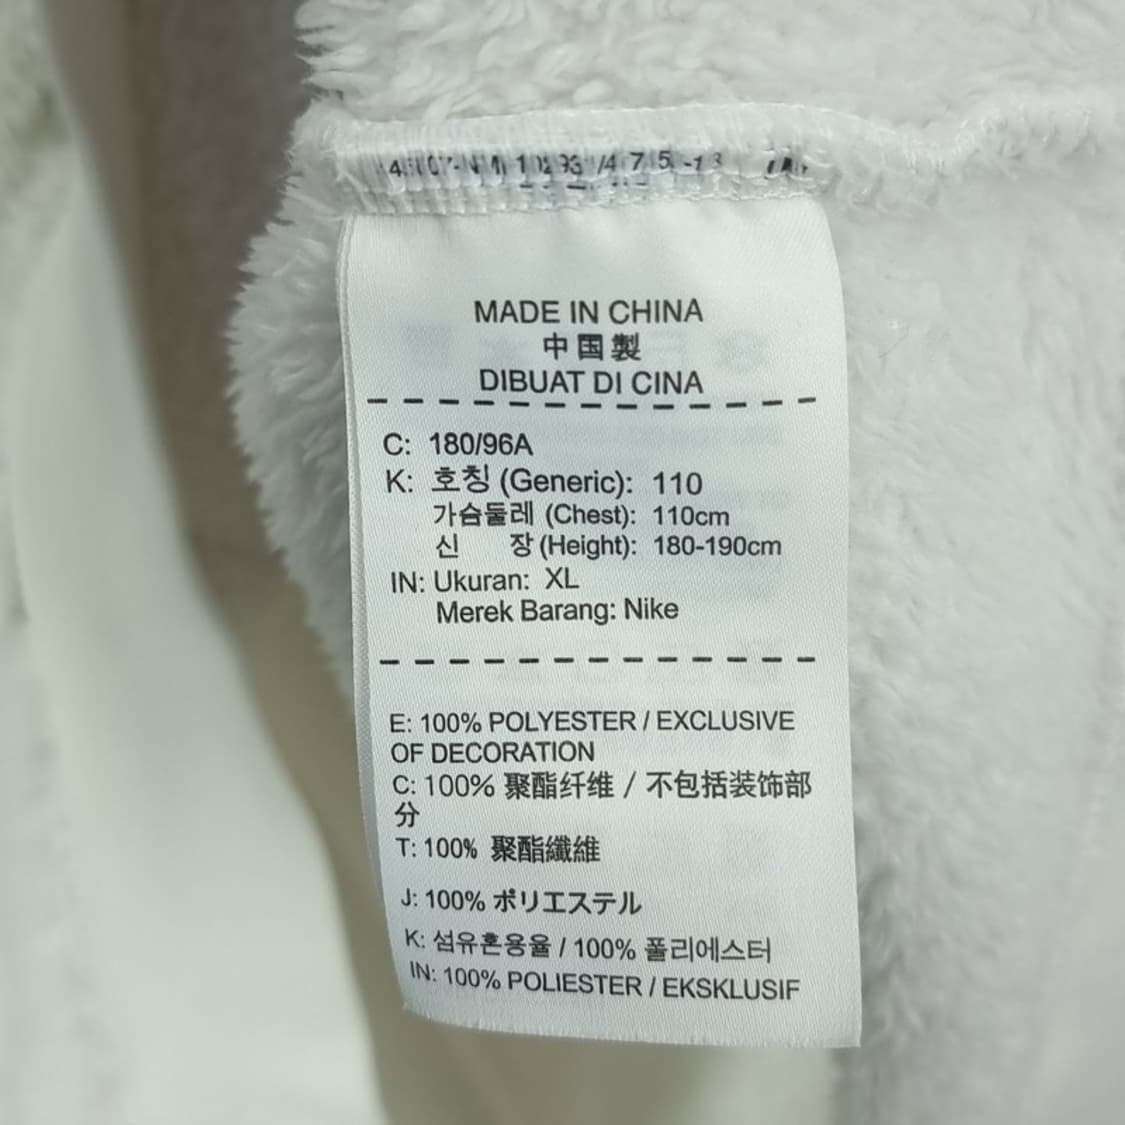 MADE IN CHINA
中国製
DIBUAT DI CINA
C: 180/96A
K: 호칭 (Generic): 110
가슴둘레 (Chest): 110cm
신 장 (Height): 180-190cm
IN: Ukuran: XL
Merek Barang: Nike
E: 100% POLYESTER / EXCLUSIVE
OF DECORATION
C: 100% 聚酯纤维 / 不包括装饰部
分
T: 100% 聚酯纖維
J: 100% ポリエステル
K: 섬유혼용율 / 100% 폴리에스터
IN: 100% POLIESTER / EKSKLUSIF